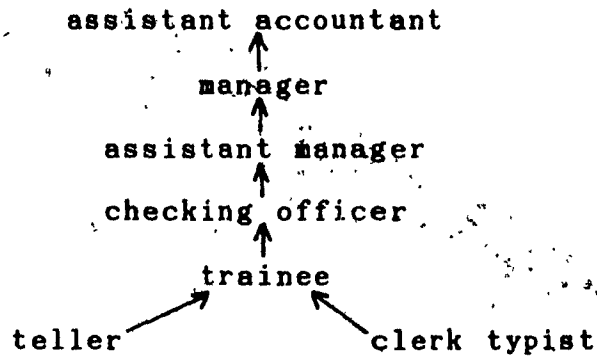 assistant accountant
manager
assistant manager
checking officer
trainee
teller clerk typist